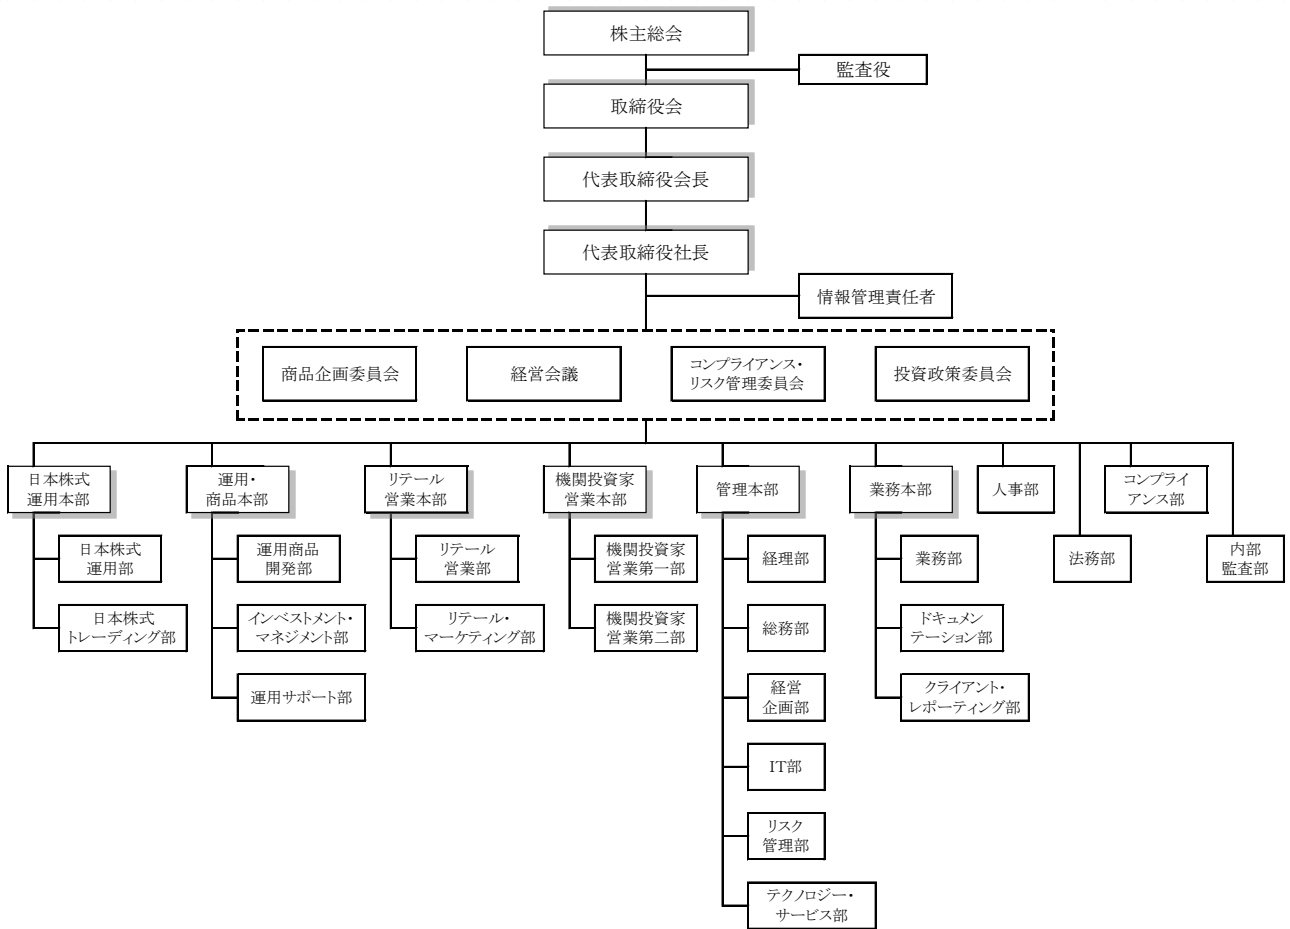 株主総会
監査役
取締役会
代表取締役会長
代表取締役社長
情報管理責任者
商品企画委員会
経営会議
コンプライアンス・
リスク管理委員会
投資政策委員会
日本株式
運用本部
運用・
商品本部
リテール
営業本部
機関投資家
営業本部
管理本部
業務本部
人事部
コンプライ
アンス部
日本株式
運用部
運用商品
開発部
リテール
営業部
機関投資家
営業第一部
経理部
業務部
法務部
内部
監査部
日本株式
トレーディング部
インベストメント・
マネジメント部
リテール・
マーケティング部
機関投資家
営業第二部
総務部
ドキュメン
テーション部
運用サポート部
経営
企画部
クライアント・
レポーティング部
IT部
リスク
管理部
テクノロジー・
サービス部